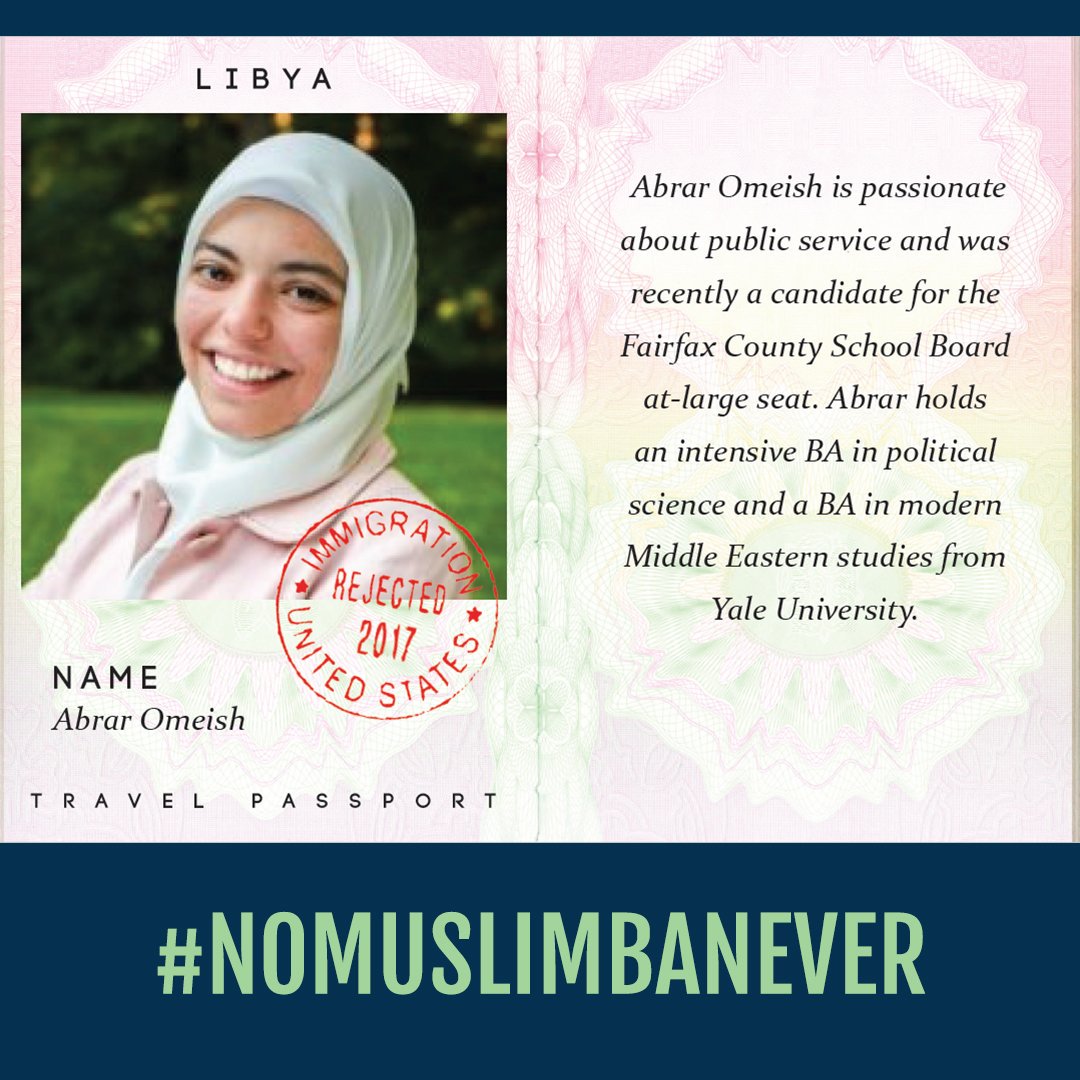 LIBYA
IMMIGRATION
REJECTED
2017
UNITED STATES
NAME
Abrar Omeish
TRAVEL PASSPORT
Abrar Omeish is passionate
about public service and was
recently a candidate for the
Fairfax County School Board
at-large seat. Abrar holds
an intensive BA in political
science and a BA in modern
Middle Eastern studies from
Yale University.
#NOMUSLIMBANEVER